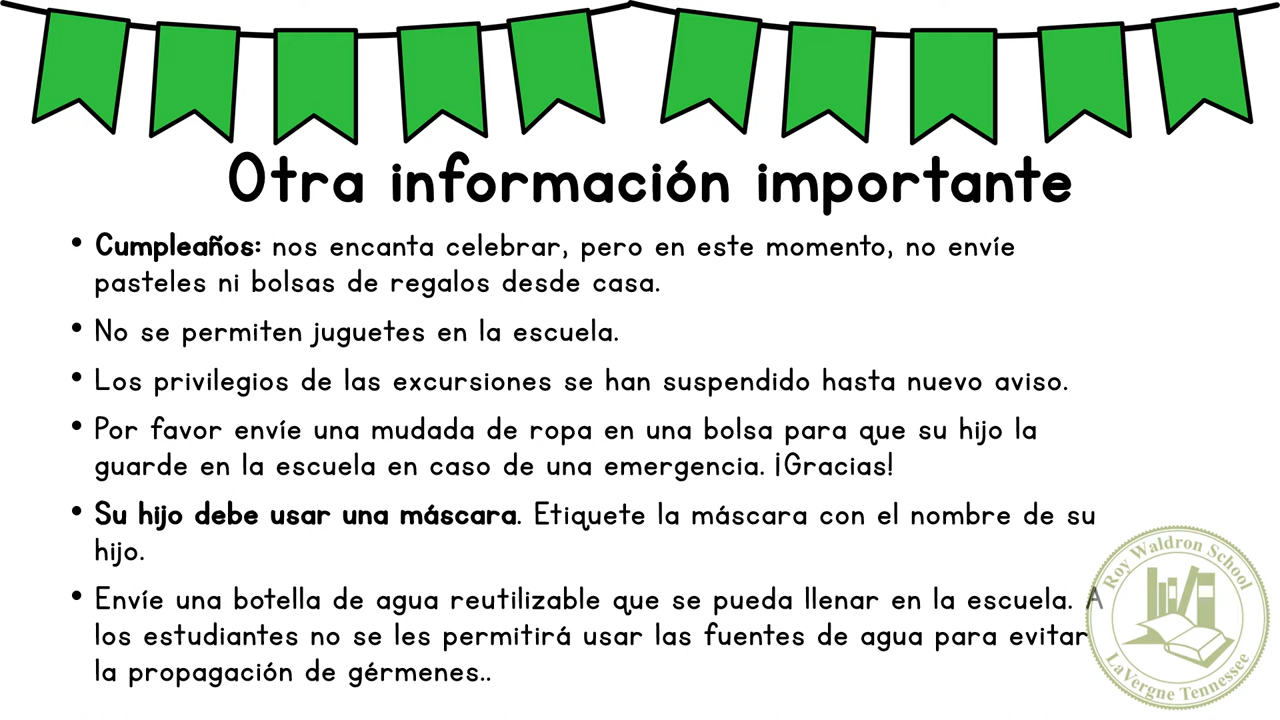 Otra información importante
• Cumpleaños: nos encanta celebrar, pero en este momento, no envíe
pasteles ni bolsas de regalos desde casa.
• No se permiten juguetes en la escuela.
• Los privilegios de las excursiones se han suspendido hasta nuevo aviso.
• Por favor envíe una mudada de ropa en una bolsa para que su hijo la
guarde en la escuela en caso de una emergencia. ¡Gracias!
• Su hijo debe usar una máscara. Etiquete la máscara con el nombre de su
hijo.
• Envíe una botella de agua reutilizable que se pueda llenar en la escuela. A
los estudiantes no se les permitirá usar las fuentes de agua para evitar
la propagación de gérmenes..
Roy Waldron School
LaVergne Tennessee